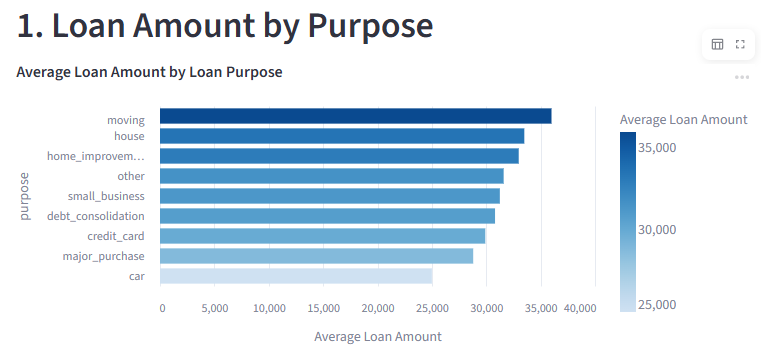 1. Loan Amount by Purpose
Average Loan Amount by Loan Purpose
purpose
moving
house
home_improvem…
other
small_business
debt_consolidation
credit_card
major_purchase
car
0 5,000 10,000 15,000 20,000 25,000 30,000 35,000 40,000
Average Loan Amount
Average Loan Amount
35,000
30,000
25,000